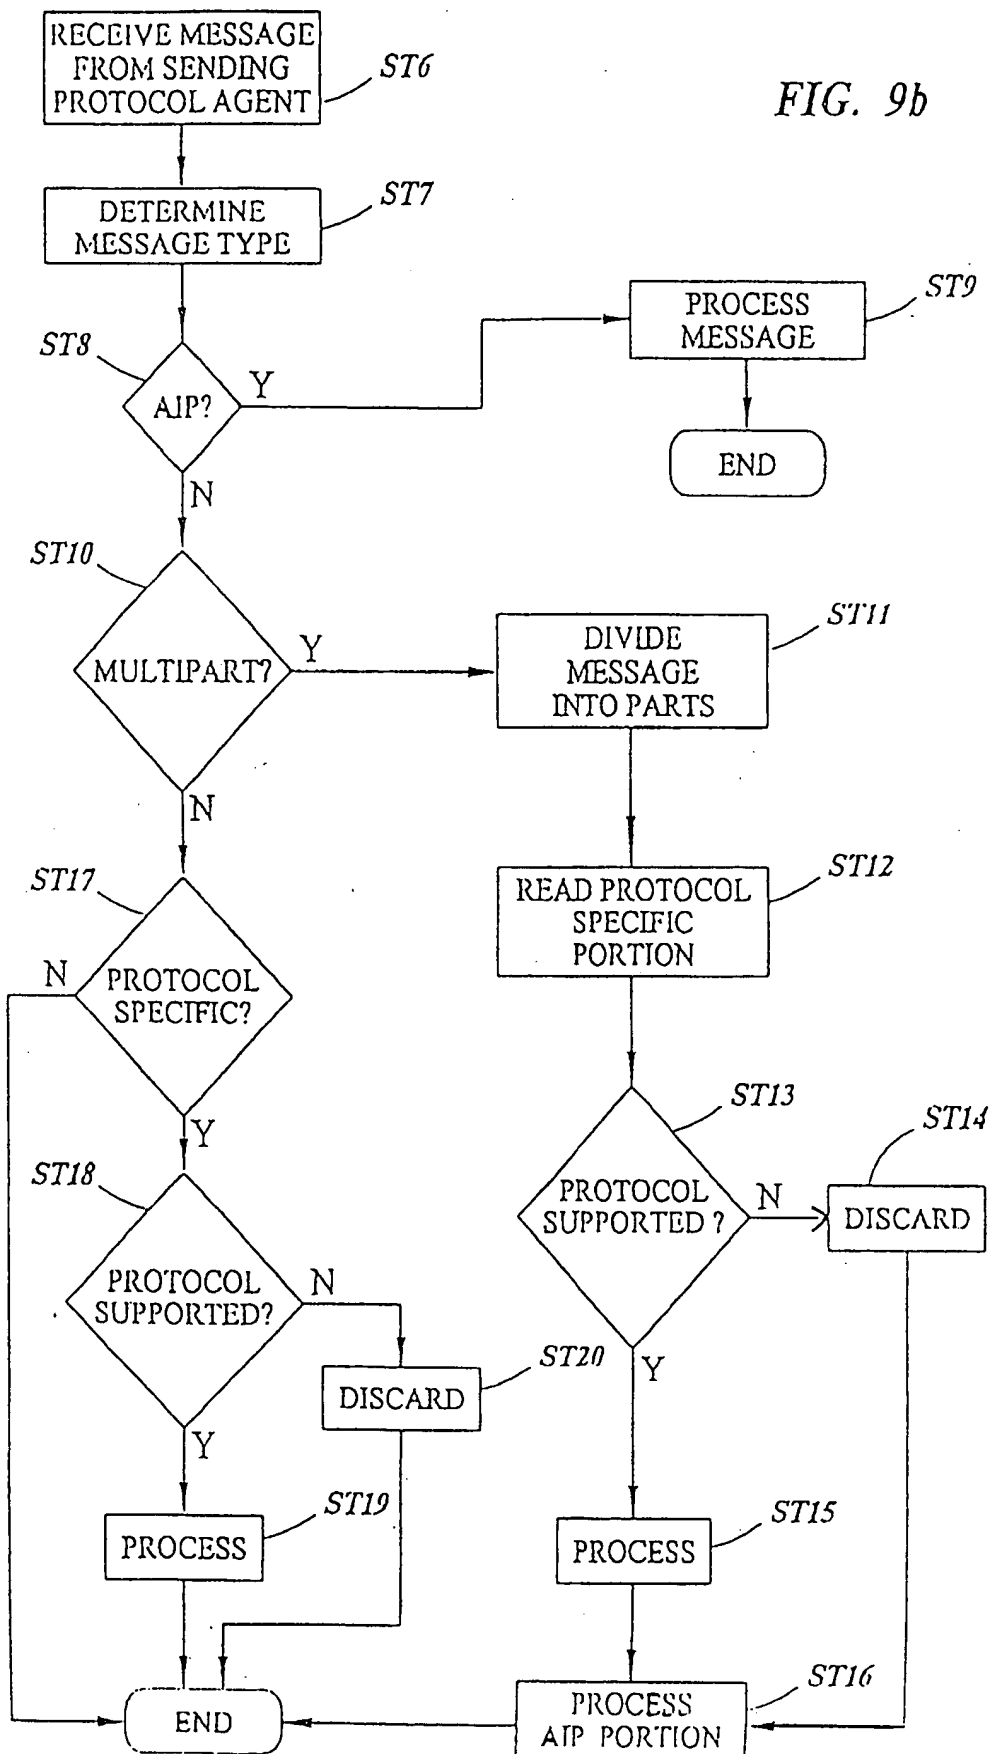 RECEIVE MESSAGE
FROM SENDING
PROTOCOL AGENT
ST6
FIG. 9b
DETERMINE
MESSAGE TYPE
ST7
ST8
AIP?
Y
N
PROCESS
MESSAGE
ST9
END
ST10
MULTIPART?
Y
N
DIVIDE
MESSAGE
INTO PARTS
ST11
READ PROTOCOL
SPECIFIC
PORTION
ST12
ST17
N
PROTOCOL
SPECIFIC?
Y
ST13
PROTOCOL
SUPPORTED ?
N
Y
ST14
DISCARD
ST18
PROTOCOL
SUPPORTED?
N
Y
ST20
DISCARD
ST19
PROCESS
ST15
PROCESS
ST16
PROCESS
AIP PORTION
END